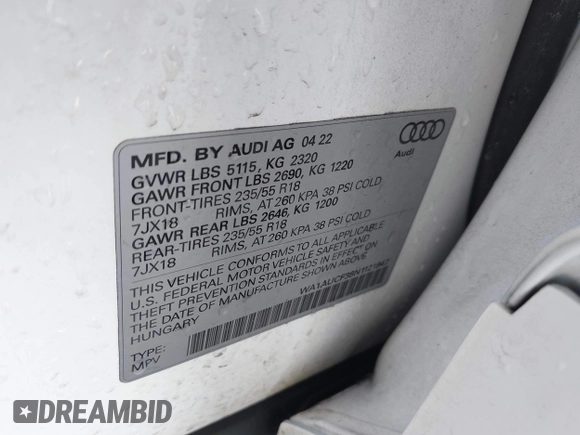 MFD. BY AUDI AG 04 22
GVWR LBS 5115, KG 2320
GAWR FRONT LBS 2690, KG 1220
FRONT-TIRES 235/55 R18
7JX18 RIMS, AT 260 KPA 38 PSI COLD
GAWR REAR LBS 2646, KG 1200
REAR-TIRES 235/55 R18
7JX18 RIMS, AT 260 KPA 38 PSI COLD
THIS VEHICLE CONFORMS TO ALL APPLICABLE
U.S. FEDERAL MOTOR VEHICLE SAFETY AND
THEFT PREVENTION STANDARDS IN EFFECT ON
THE DATE OF MANUFACTURE SHOWN ABOVE.
HUNGARY
TYPE:
MPV
Audi
DREAMBID